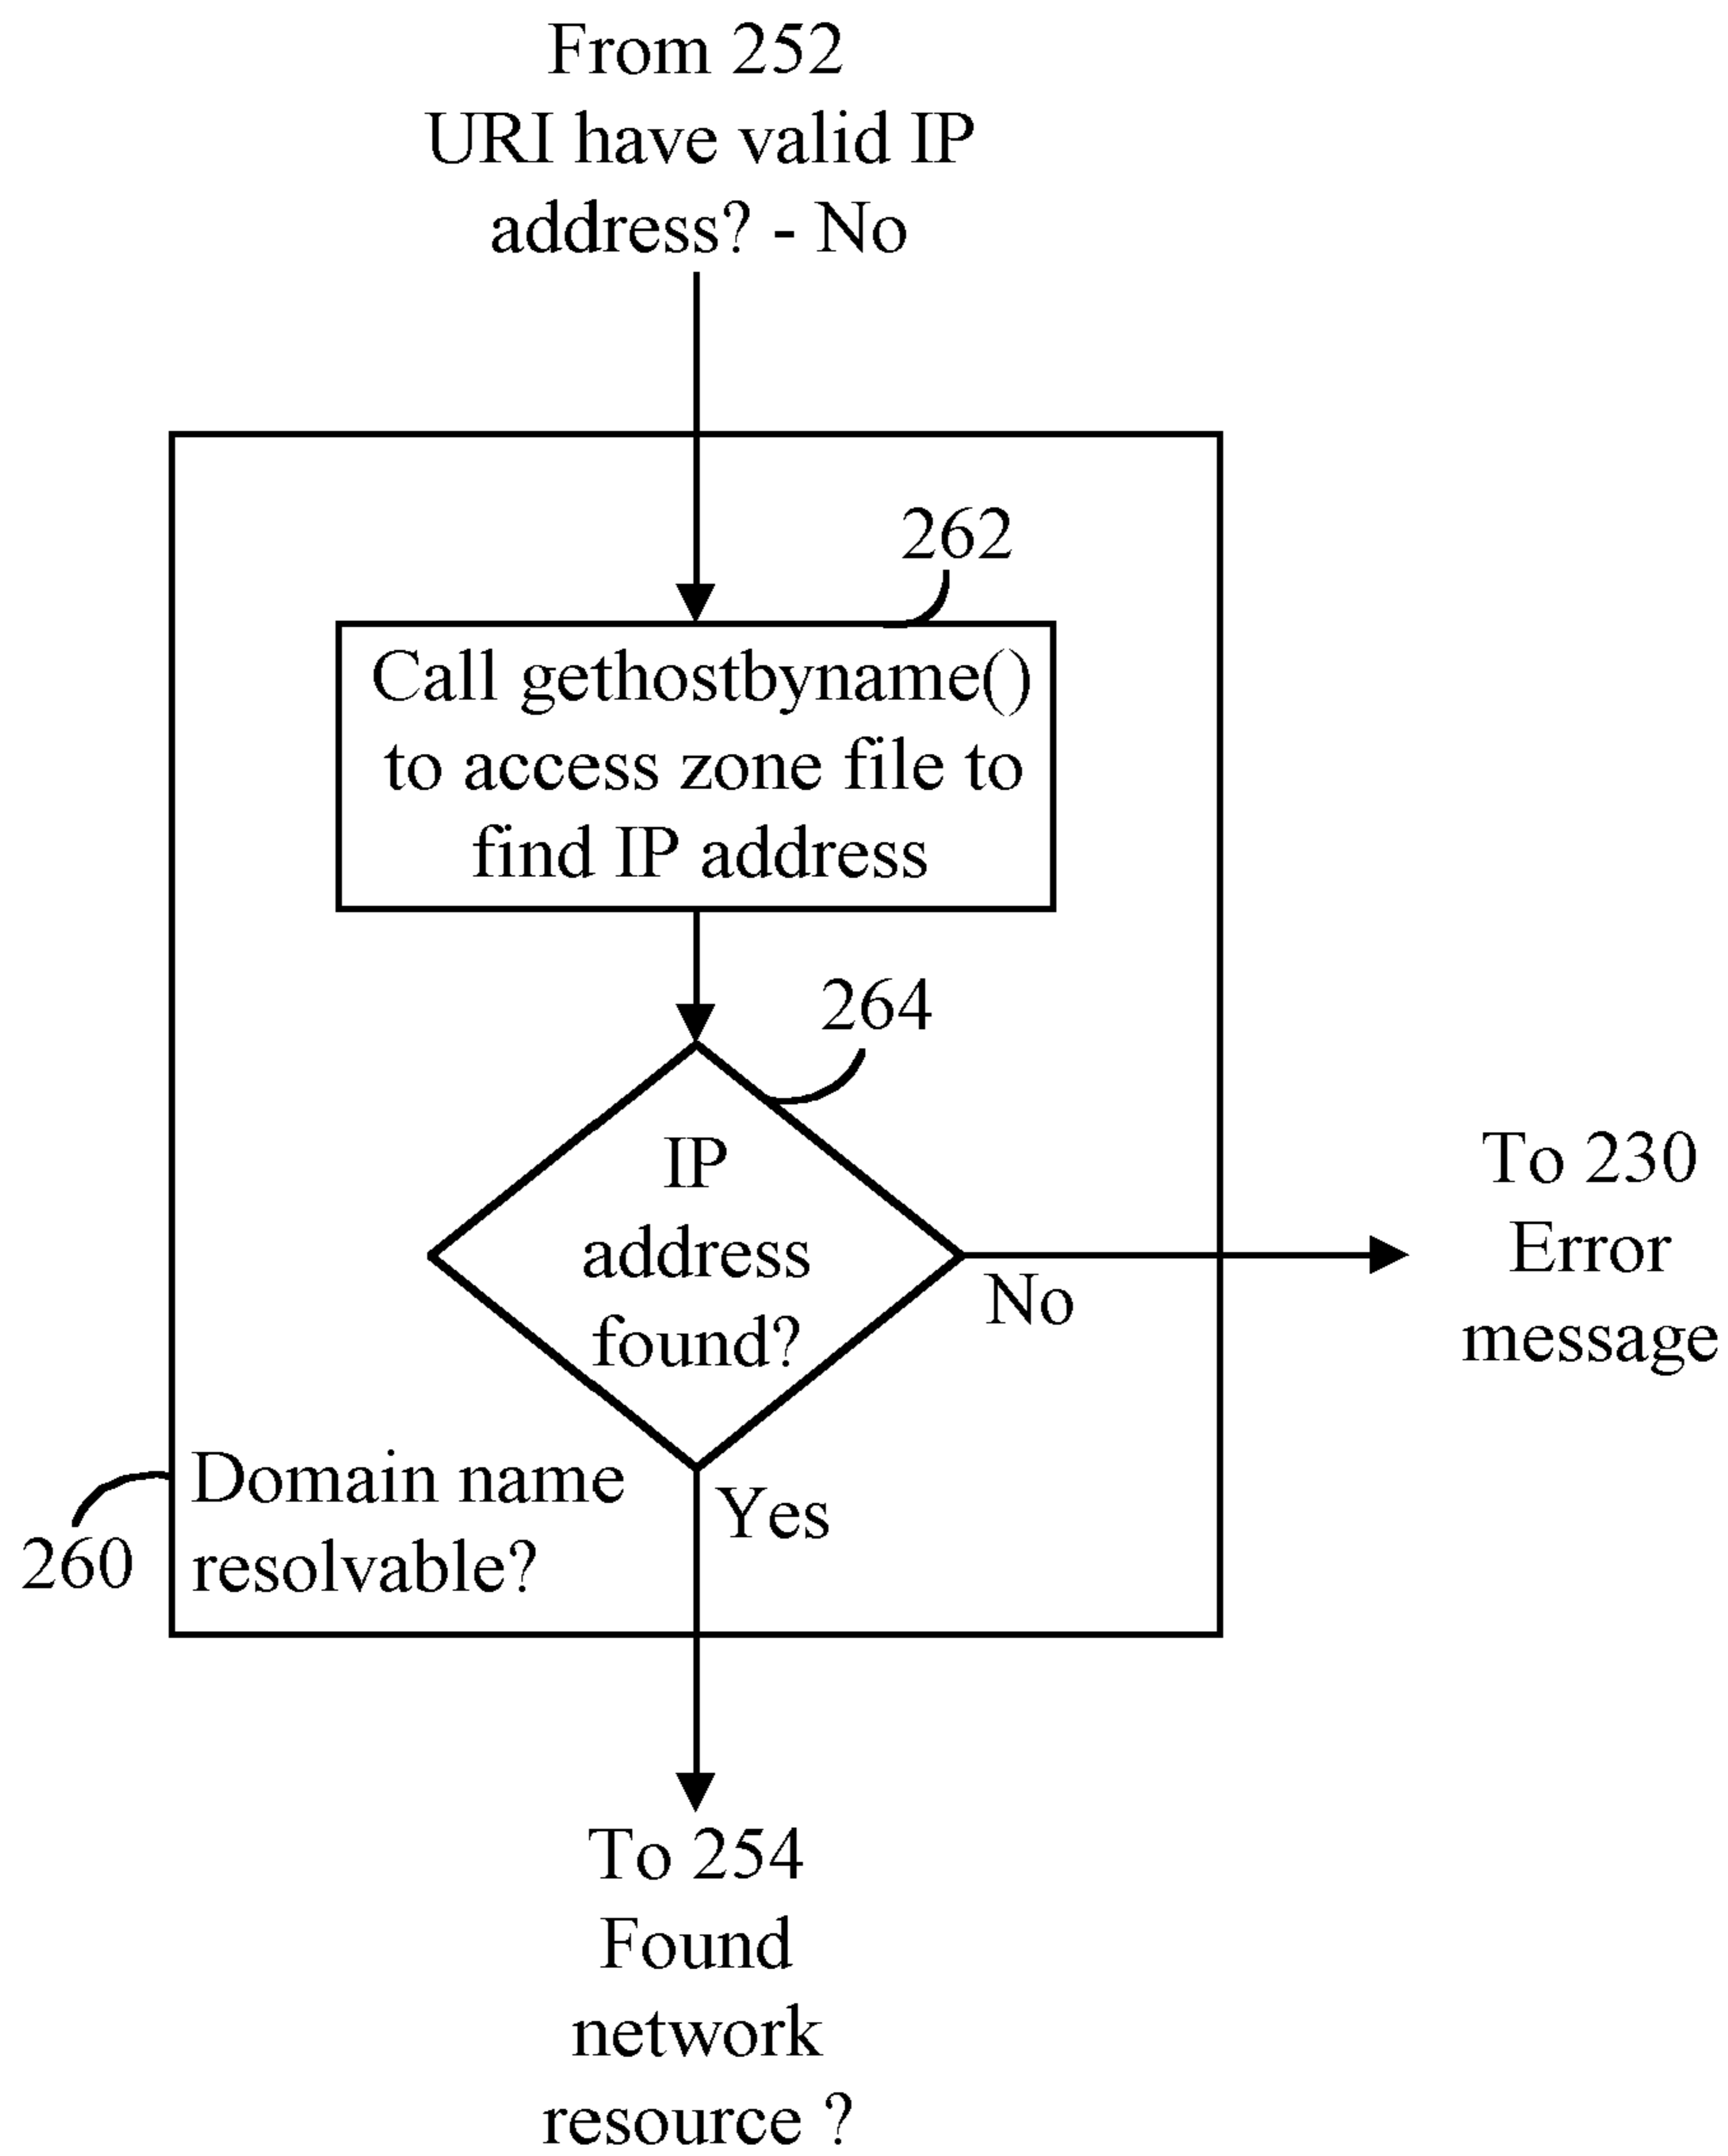 From 252
URI have valid IP
address? - No
262
Call gethostbyname()
to access zone file to
find IP address
264
IP
address
found?
No
To 230
Error
message
Domain name
resolvable?
260
Yes
To 254
Found
network
resource ?